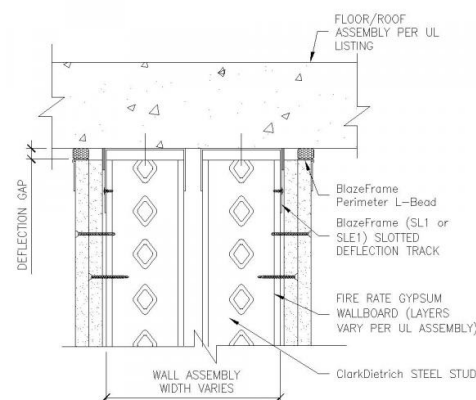 FLOOR/ROOF
ASSEMBLY PER UL
LISTING
DEFLECTION GAP
BlazeFrame
Perimeter L-Bead
BlazeFrame (SL1 or
SLE1) SLOTTED
DEFLECTION TRACK
FIRE RATE GYPSUM
WALLBOARD (LAYERS
VARY PER UL ASSEMBLY)
WALL ASSEMBLY
WIDTH VARIES
ClarkDietrich STEEL STUD